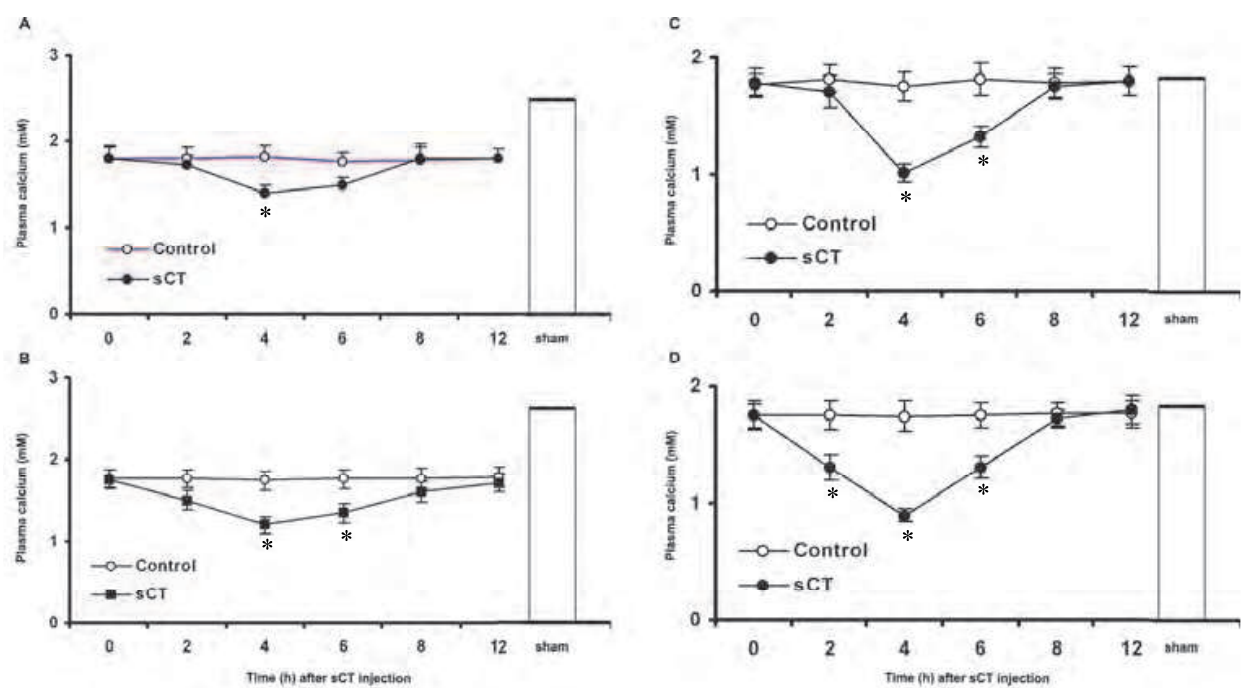 A
3
2
1
0
Plasma calcium (mM)
Control
sCT
0 2 4 6 8 12 sham
*
B
3
2
1
0
Plasma calcium (mM)
Control
sCT
0 2 4 6 8 12 sham
* *
Time (h) after sCT injection
C
2
1
0
Plasma calcium (mM)
Control
sCT
0 2 4 6 8 12 sham
* *
D
2
1
0
Plasma calcium (mM)
Control
sCT
0 2 4 6 8 12 sham
* * *
Time (h) after sCT injection